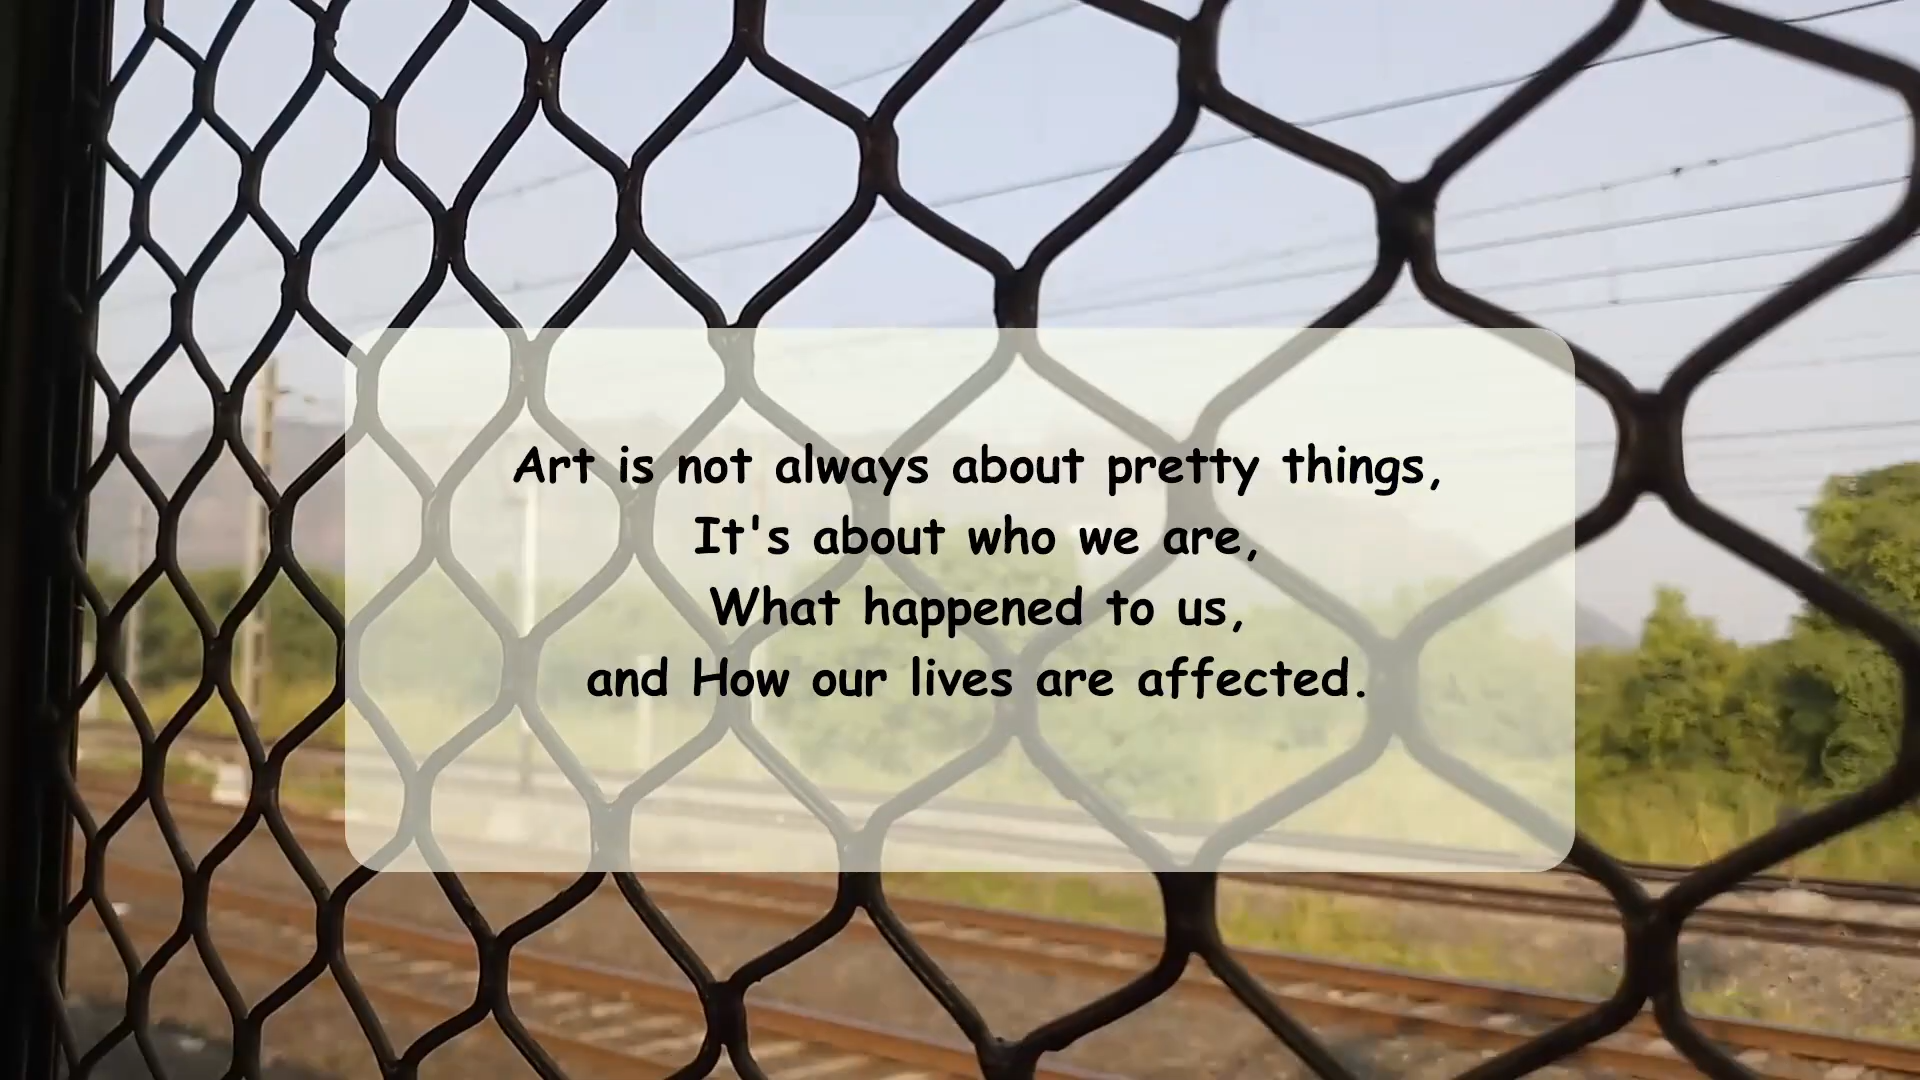 Art is not always about pretty things,
It's about who we are,
What happened to us,
and How our lives are affected.